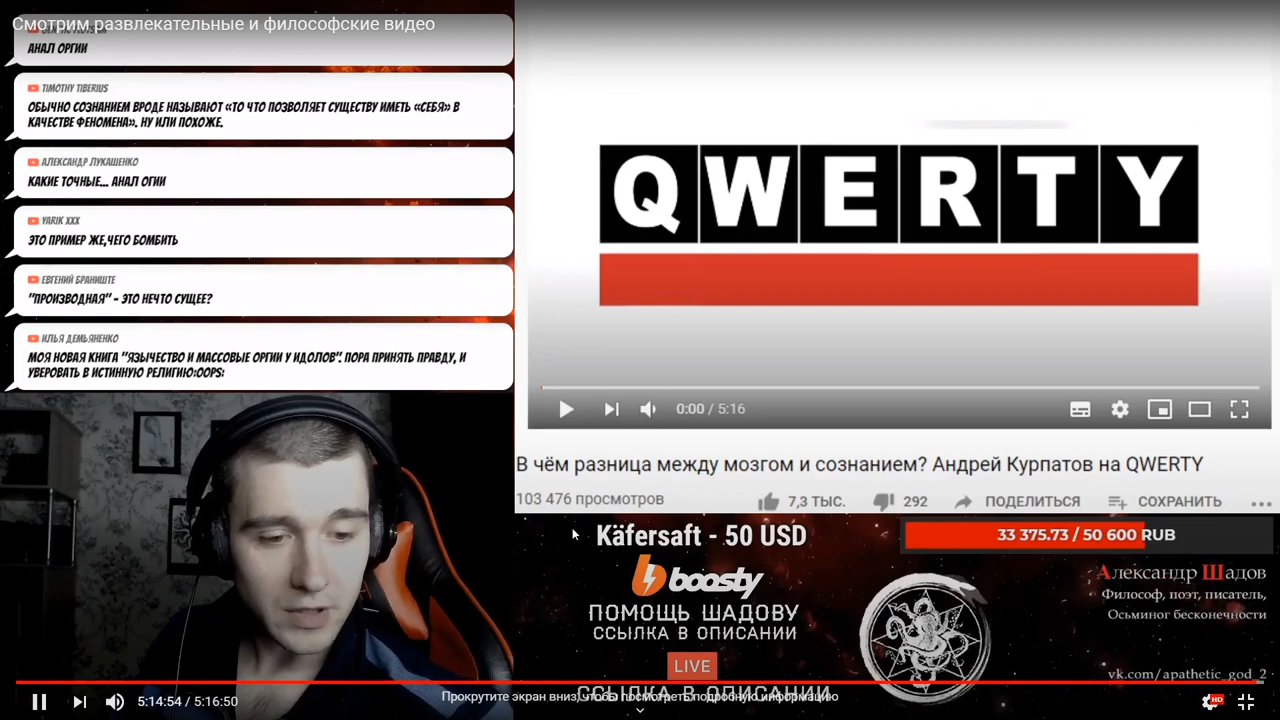 Смотрим развлекательные и философские видео
АНАЛ ОРГИИ
TIMOTHY TIBERIUS
ОБЫЧНО СОЗНАНИЕМ ВРОДЕ НАЗЫВАЮТ «ТО ЧТО ПОЗВОЛЯЕТ СУЩЕСТВУ ИМЕТЬ «СЕБЯ» В
КАЧЕСТВЕ ФЕНОМЕНА». НУ ИЛИ ПОХОЖЕ.
АЛЕКСАНДР ЛУКАШЕНКО
КАКИЕ ТОЧНЫЕ... АНАЛ ОГИИ
YARIK XXX
ЭТО ПРИМЕР ЖЕ,ЧЕГО БОМБИТЬ
ЕВГЕНИЙ БРАНИШТЕ
"ПРОИЗВОДНАЯ" - ЭТО НЕЧТО СУЩЕЕ?
ИЛЬЯ ДЕМЬЯНЕНКО
МОЯ НОВАЯ КНИГА "ЯЗЫЧЕСТВО И МАССОВЫЕ ОРГИИ У ИДОЛОВ". ПОРА ПРИНЯТЬ ПРАВДУ, И
УВЕРОВАТЬ В ИСТИННУЮ РЕЛИГИЮ:OOPS:
QWERTY
0:00 / 5:16
В чём разница между мозгом и сознанием? Андрей Курпатов на QWERTY
103 476 просмотров
7,3 ТЫС.
292
ПОДЕЛИТЬСЯ
СОХРАНИТЬ
Käfersaft - 50 USD
33 375.73 / 50 600 RUB
boosty
ПОМОЩЬ ШАДОВУ
ССЫЛКА В ОПИСАНИИ
LIVE
ССЫЛКА В ОПИСАНИИ
Александр Шадов
Философ, поэт, писатель,
Осьминог бесконечности
vk.com/apathetic_god_2
Прокрутите экран вниз, чтобы посмотреть подробную информацию
5:14:54 / 5:16:50
HD